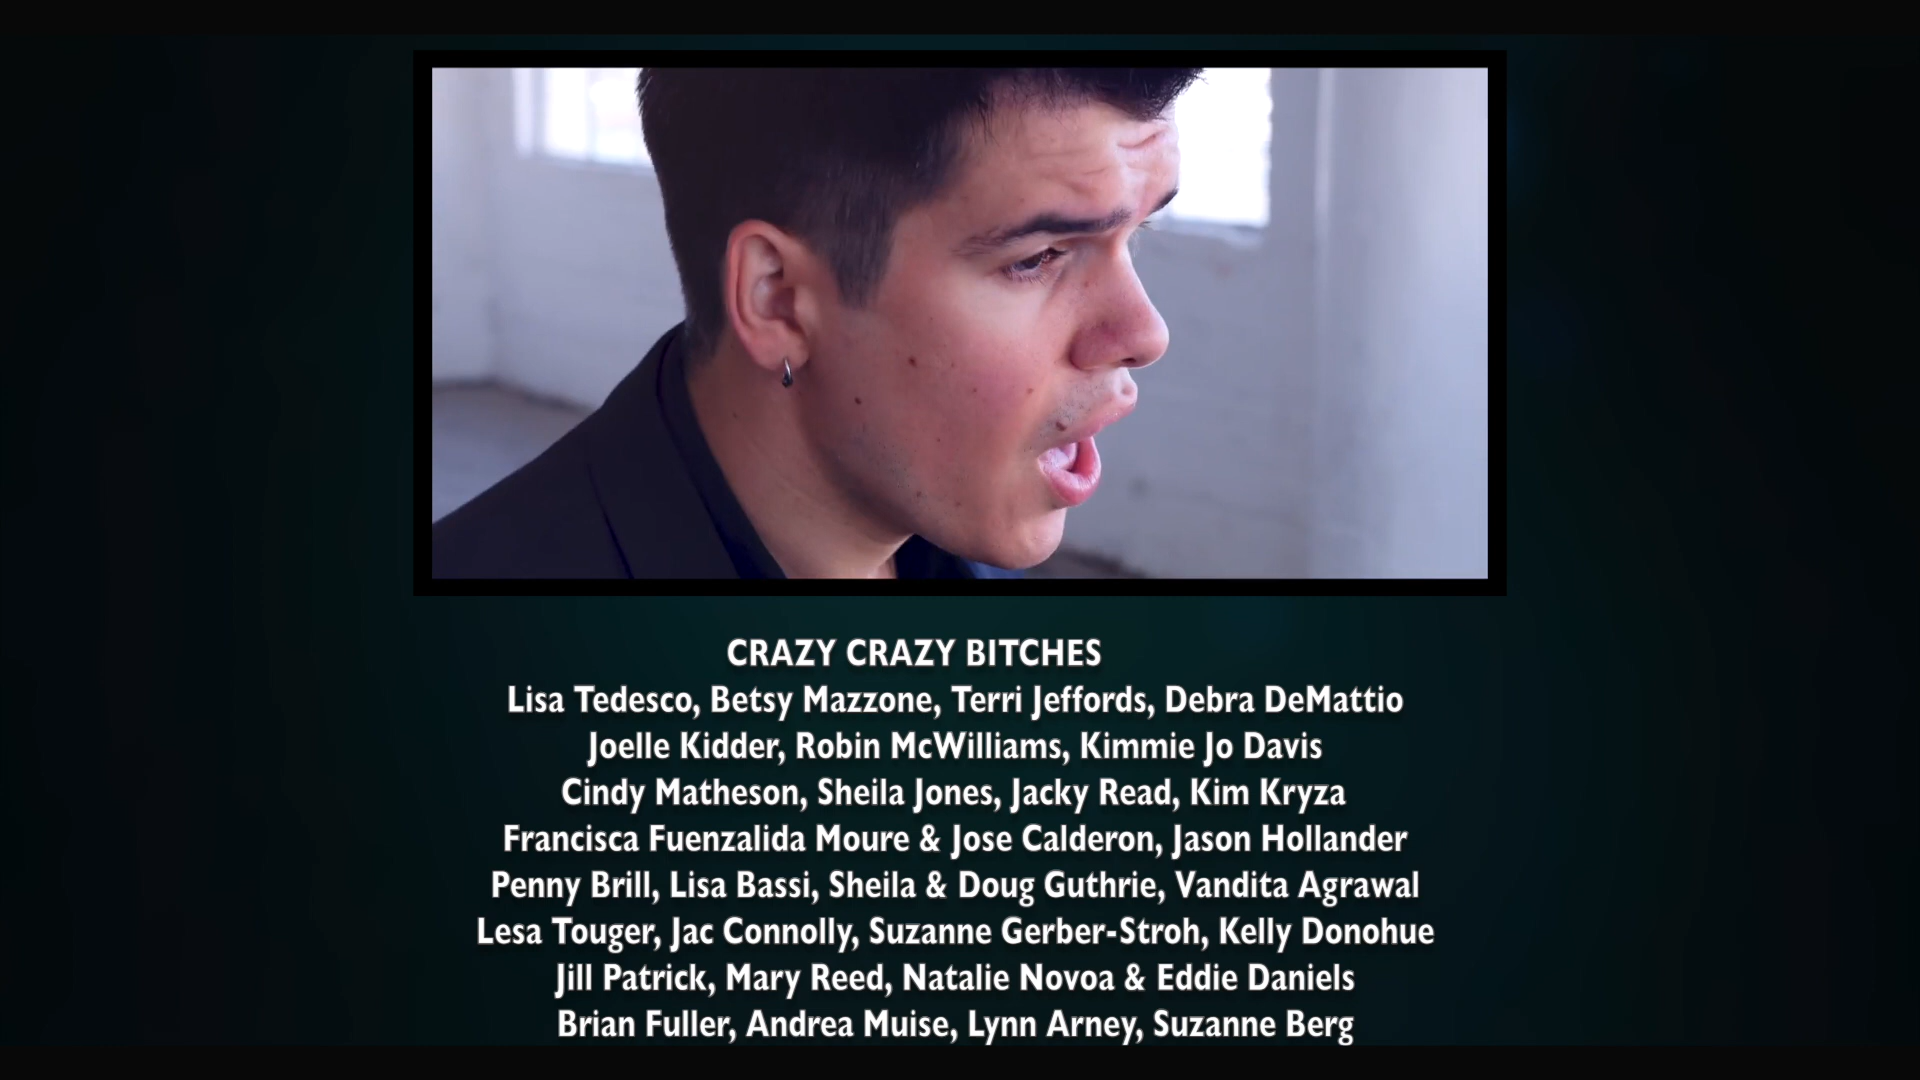 CRAZY CRAZY BITCHES
Lisa Tedesco, Betsy Mazzone, Terri Jeffords, Debra DeMattio
Joelle Kidder, Robin McWilliams, Kimmie Jo Davis
Cindy Matheson, Sheila Jones, Jacky Read, Kim Kryza
Francisca Fuenzalida Moure & Jose Calderon, Jason Hollander
Penny Brill, Lisa Bassi, Sheila & Doug Guthrie, Vandita Agrawal
Lesa Touger, Jac Connolly, Suzanne Gerber-Stroh, Kelly Donohue
Jill Patrick, Mary Reed, Natalie Novoa & Eddie Daniels
Brian Fuller, Andrea Muise, Lynn Arney, Suzanne Berg